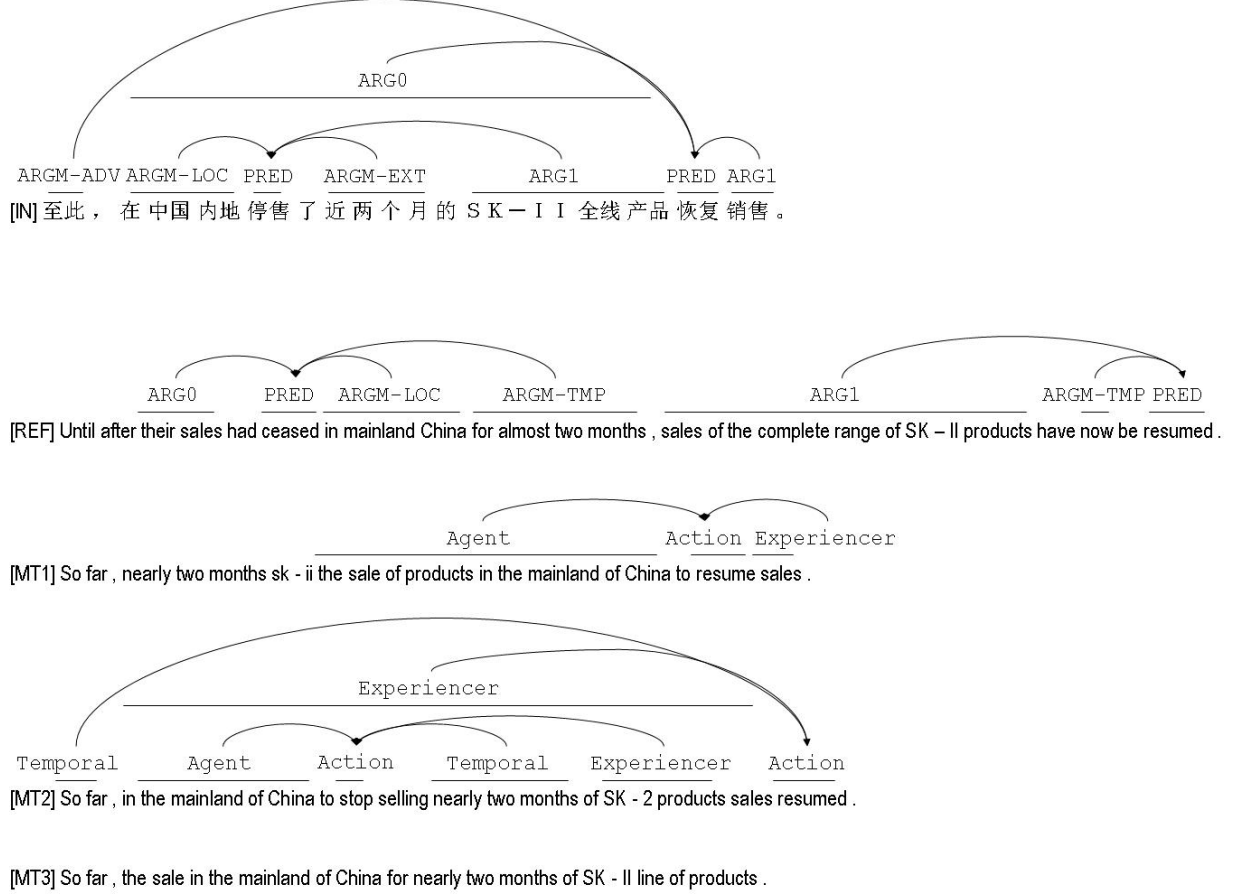 ARG0
ARGM-ADV ARGM-LOC PRED ARGM-EXT ARG1 PRED ARG1
[IN] 至此 ， 在 中国 内地 停售 了 近 两 个 月 的 ＳＫ－ＩＩ 全线 产品 恢复 销售 。
ARG0 PRED ARGM-LOC ARGM-TMP ARG1 ARGM-TMP PRED
[REF] Until after their sales had ceased in mainland China for almost two months , sales of the complete range of SK – II products have now be resumed .
Agent Action Experiencer
[MT1] So far , nearly two months sk - ii the sale of products in the mainland of China to resume sales .
Experiencer
Temporal Agent Action Temporal Experiencer Action
[MT2] So far , in the mainland of China to stop selling nearly two months of SK - 2 products sales resumed .
[MT3] So far , the sale in the mainland of China for nearly two months of SK - II line of products .